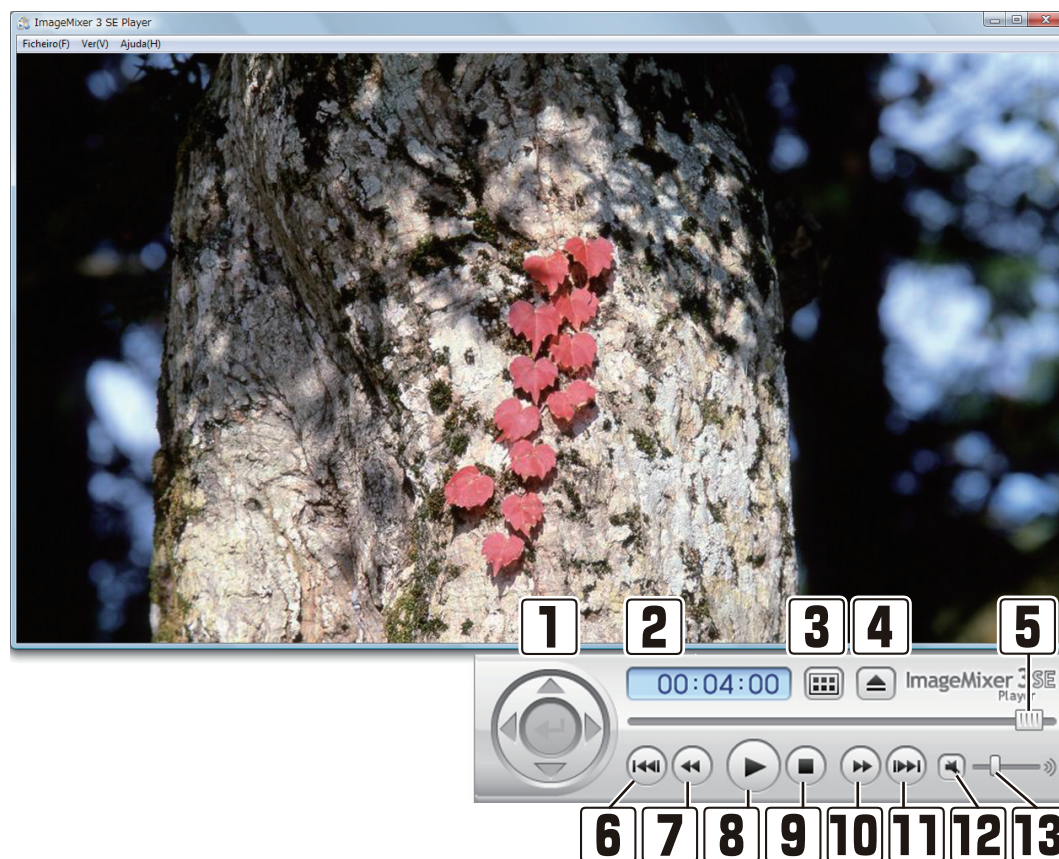 ImageMixer 3 SE Player
Ficheiro(F) Ver(V) Ajuda(H)
1 2 3 4 5
00:04:00 ImageMixer 3 SE
Player
6 7 8 9 10 11 12 13